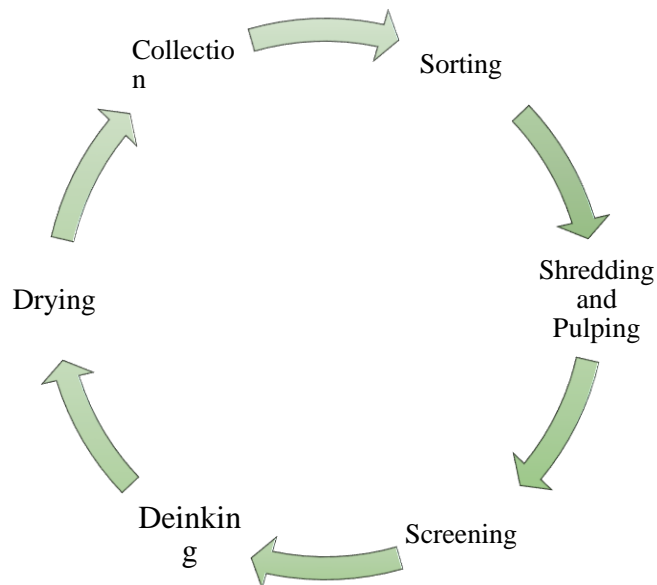 Collectio
n
Sorting
Shredding
and
Pulping
Screening
Deinkin
g
Drying